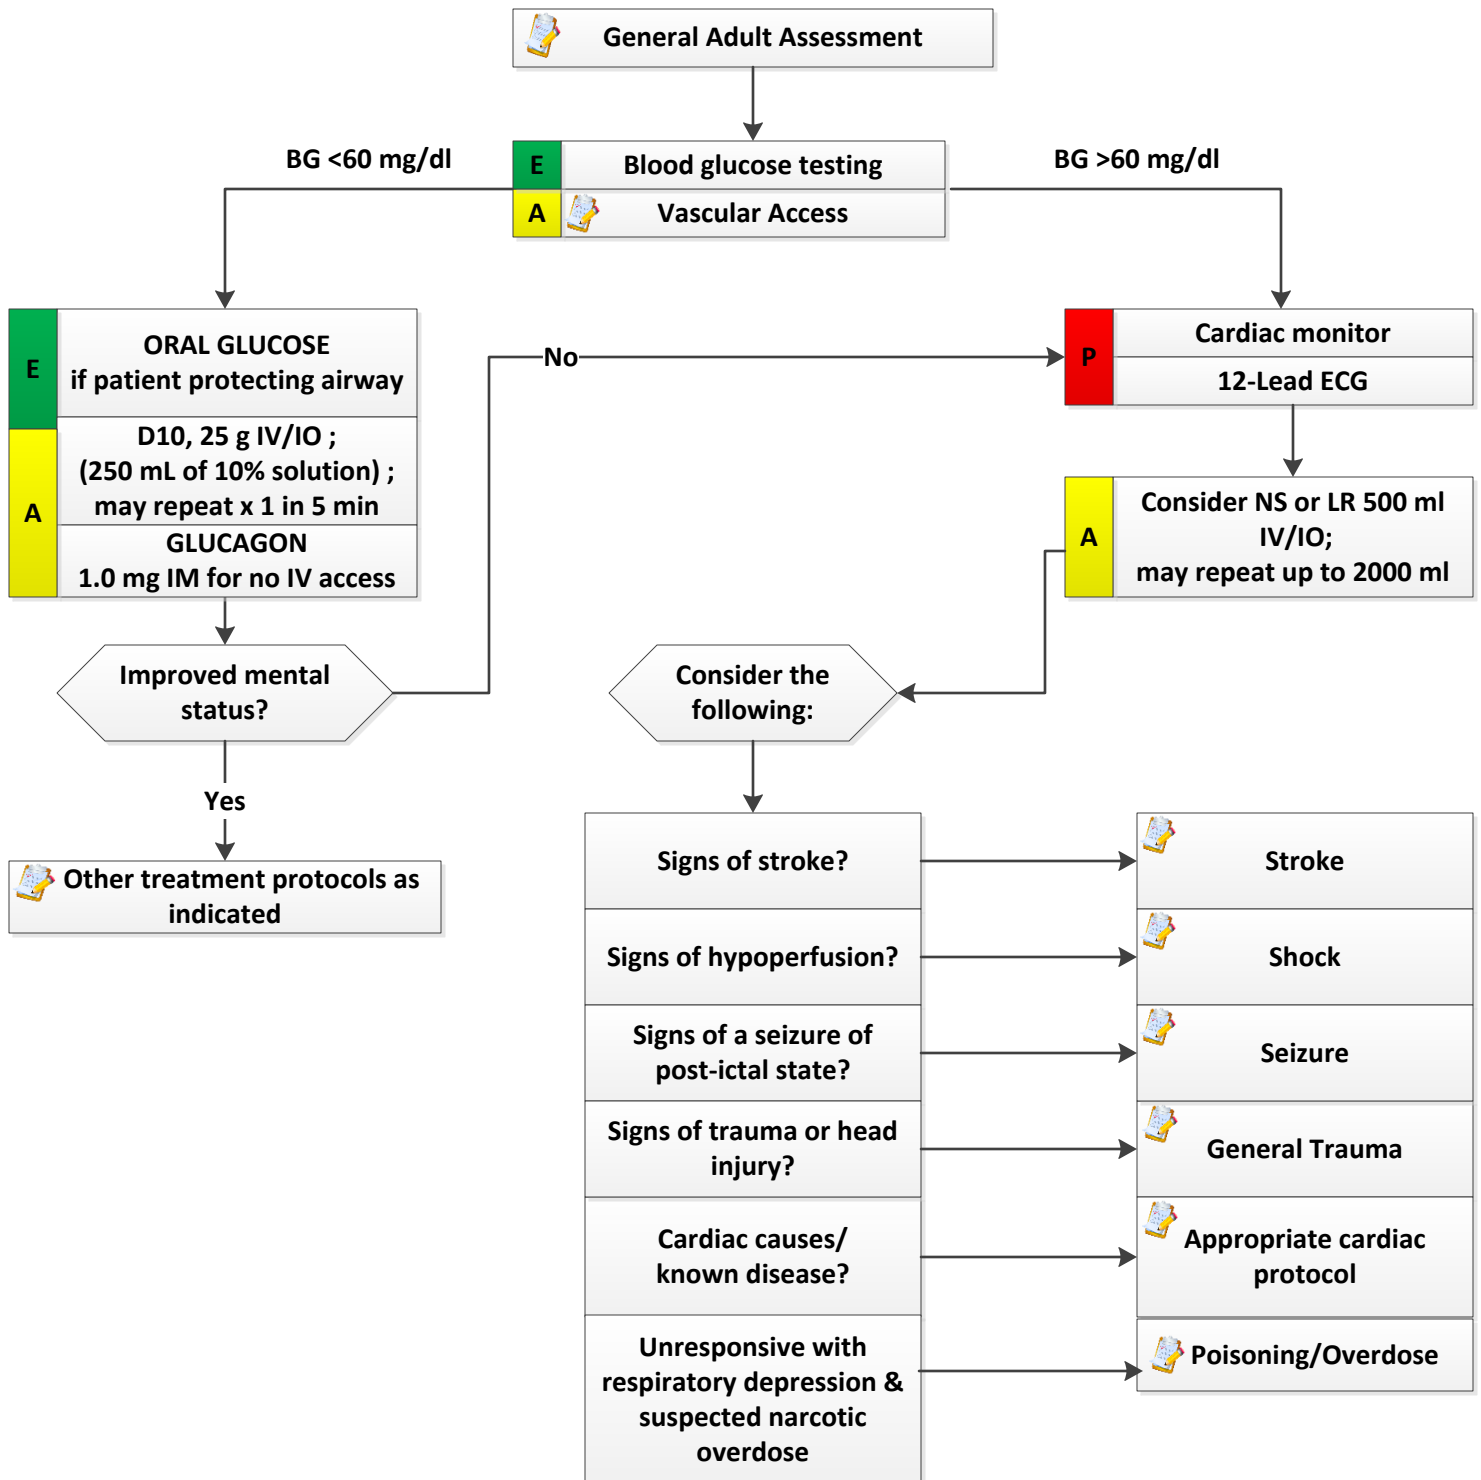 General Adult Assessment
BG <60 mg/dl
E
Blood glucose testing
BG >60 mg/dl
A
Vascular Access
E
ORAL GLUCOSE
if patient protecting airway
A
D10, 25 g IV/IO ;
(250 mL of 10% solution) ;
may repeat x 1 in 5 min
GLUCAGON
1.0 mg IM for no IV access
No
P
Cardiac monitor
12-Lead ECG
A
Consider NS or LR 500 ml
IV/IO;
may repeat up to 2000 ml
Improved mental
status?
Consider the
following:
Yes
Other treatment protocols as
indicated
Signs of stroke?
Stroke
Signs of hypoperfusion?
Shock
Signs of a seizure of
post-ictal state?
Seizure
Signs of trauma or head
injury?
General Trauma
Cardiac causes/
known disease?
Appropriate cardiac
protocol
Unresponsive with
respiratory depression &
suspected narcotic
overdose
Poisoning/Overdose